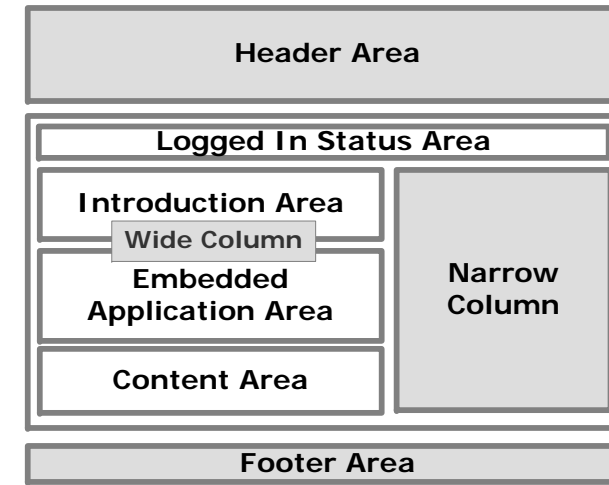 Header Area
Logged In Status Area
Introduction Area
Wide Column
Embedded
Application Area
Content Area
Narrow
Column
Footer Area